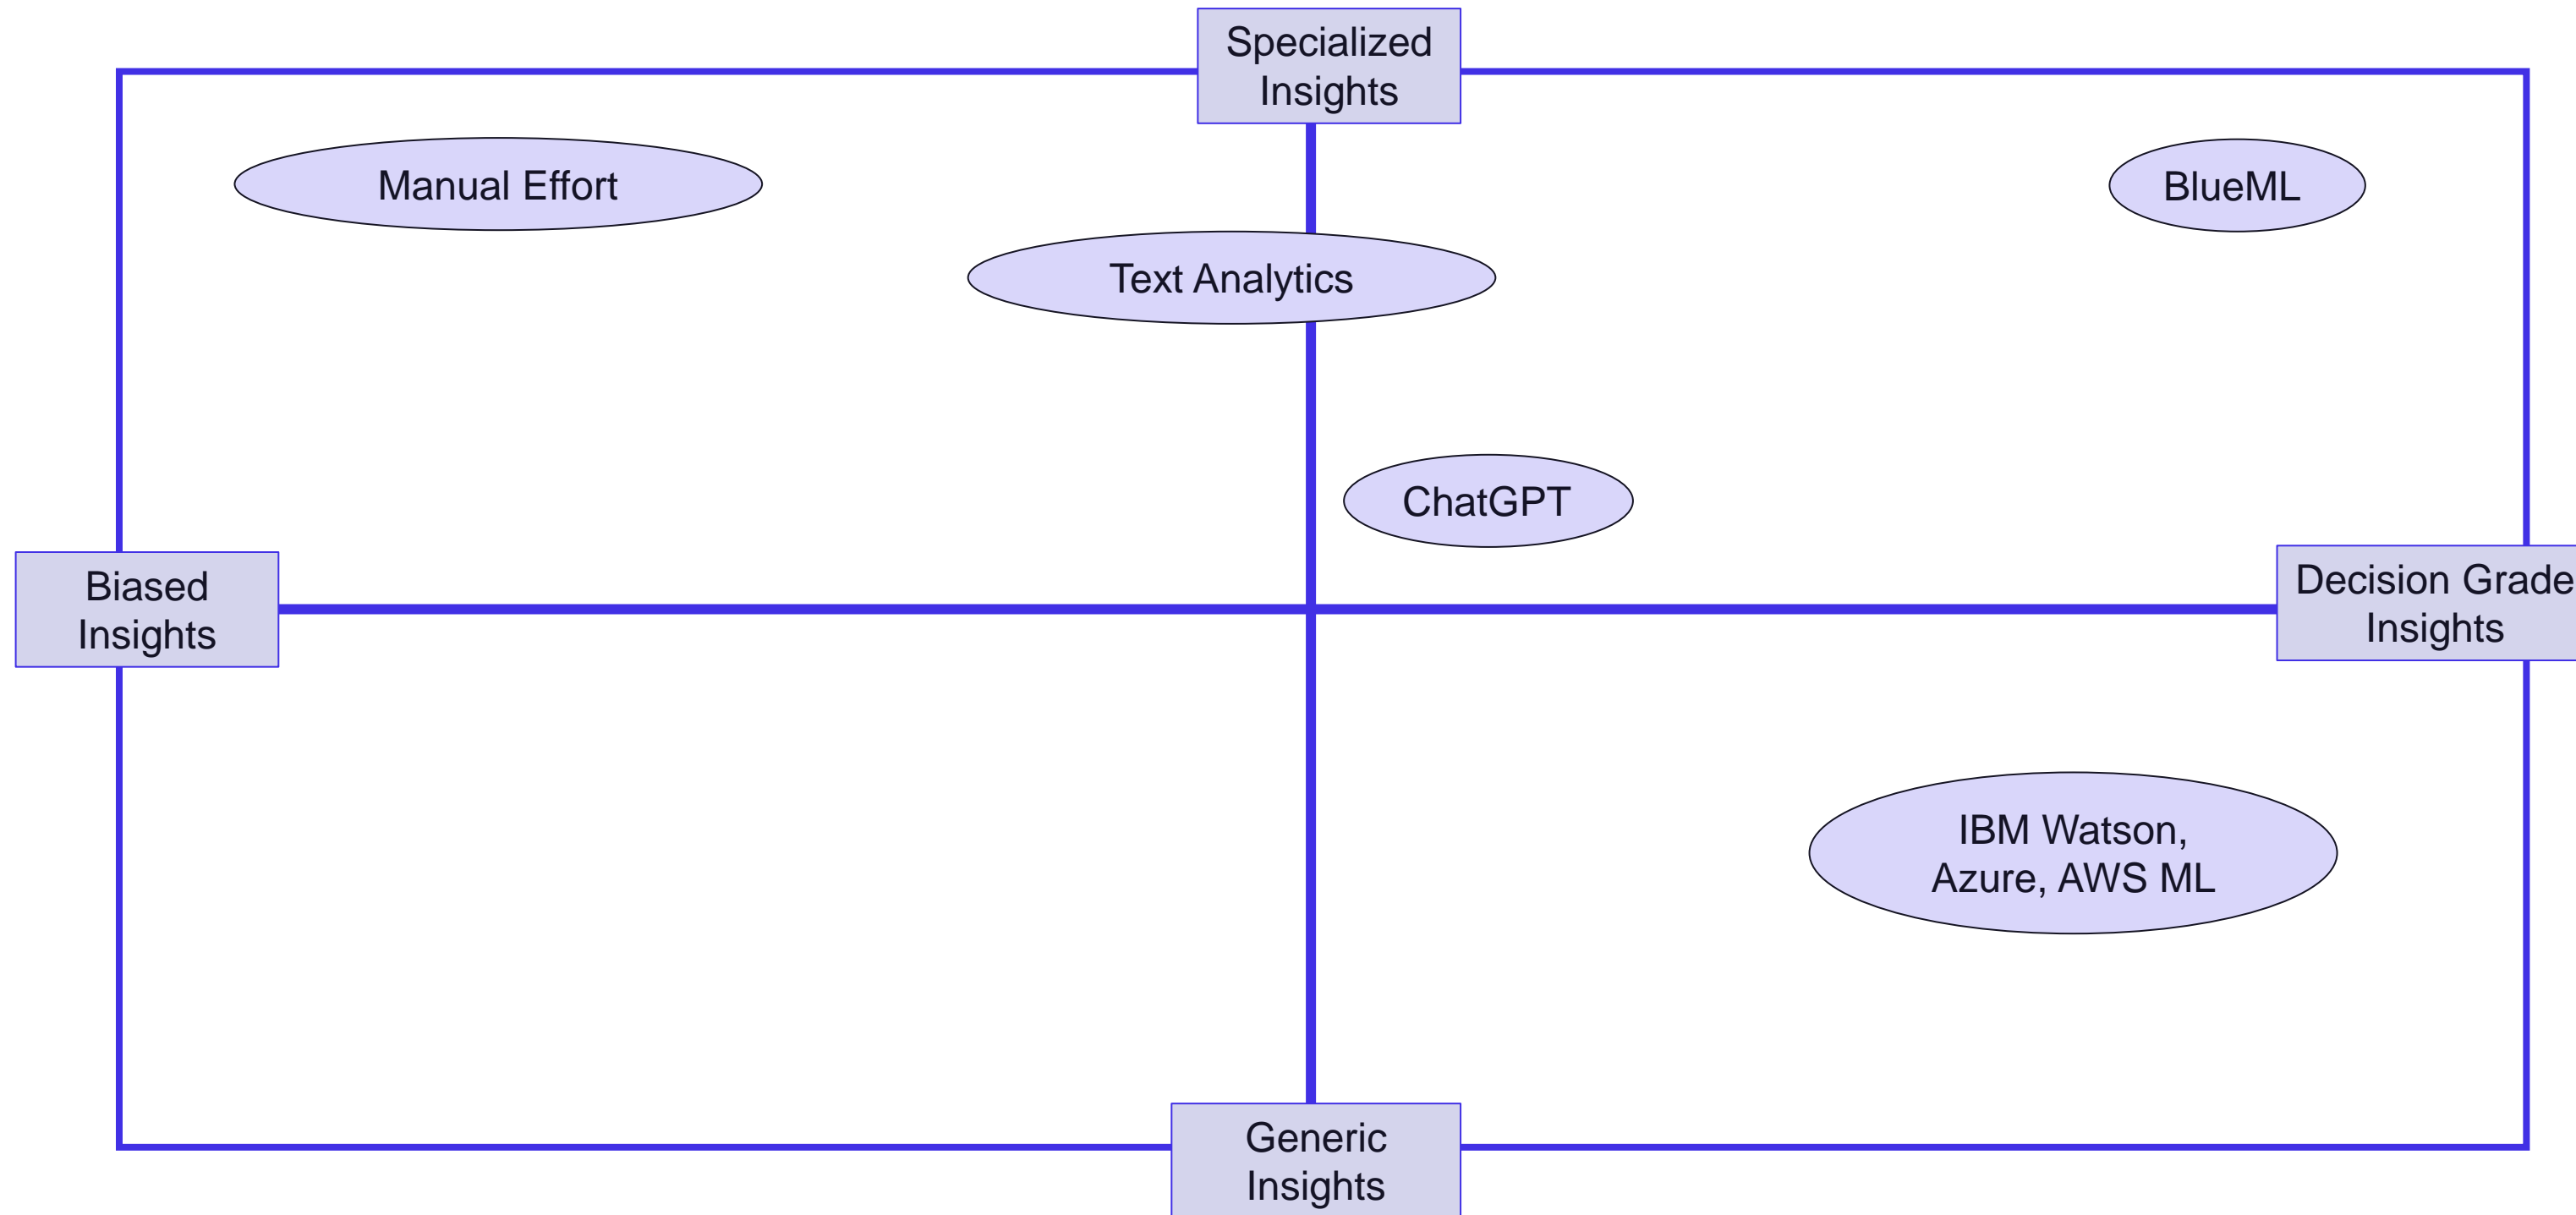 Specialized
Insights
Manual Effort
BlueML
Text Analytics
ChatGPT
Biased
Insights
Decision Grade
Insights
IBM Watson,
Azure, AWS ML
Generic
Insights